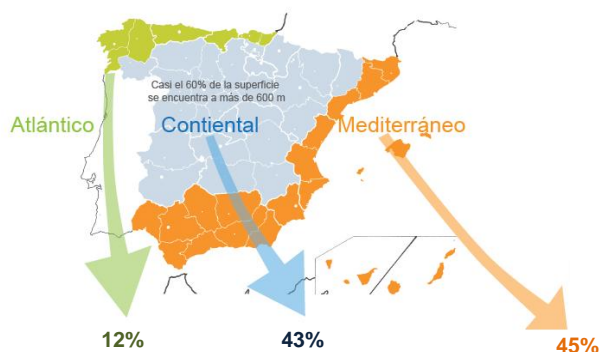 Casi el 60% de la superficie
se encuentra a más de 600 m
Atlántico
Contiental
Mediterráneo
12%
43%
45%